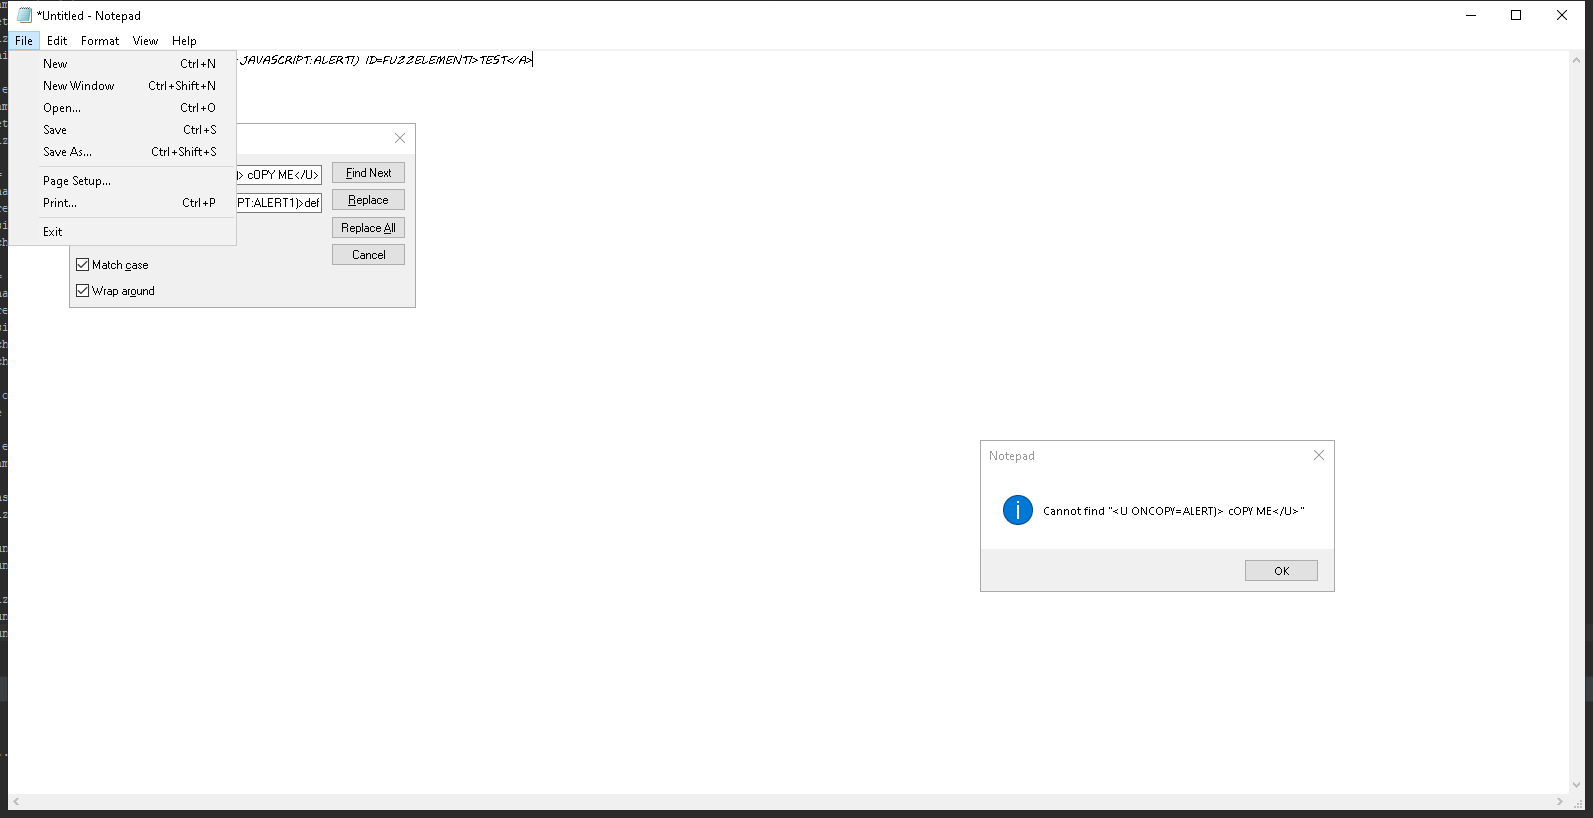 *Untitled - Notepad
File Edit Format View Help
JAVASCRIPT:ALERT1) ID=FUZZELEMENT1>TEST</A>
New Ctrl+N
New Window Ctrl+Shift+N
Open... Ctrl+O
Save Ctrl+S
Save As... Ctrl+Shift+S
Page Setup...
Print... Ctrl+P
Exit
)> cOPY ME</U> Find Next
PT:ALERT1)>def Replace
Replace All
Cancel
Match case
Wrap around
Notepad
Cannot find "<U ONCOPY=ALERT)> cOPY ME</U>"
OK